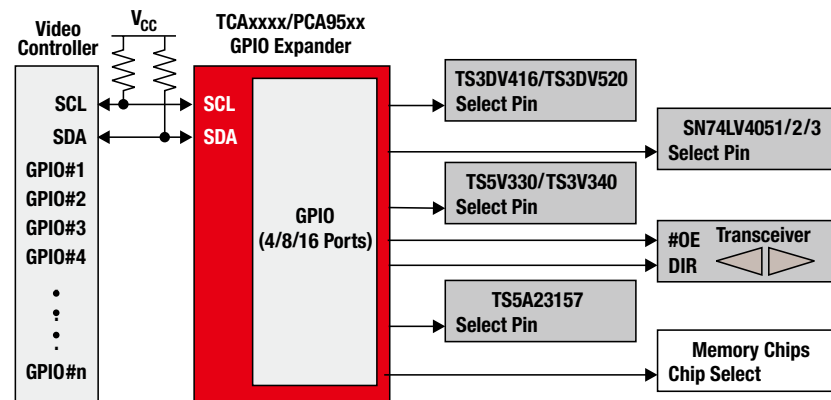 Video
Controller
V_CC
TCAxxxx/PCA95xx
GPIO Expander
SCL
SDA
GPIO#1
GPIO#2
GPIO#3
GPIO#4
GPIO#n
SCL
SDA
GPIO
(4/8/16 Ports)
TS3DV416/TS3DV520
Select Pin
SN74LV4051/2/3
Select Pin
TS5V330/TS3V340
Select Pin
#OE Transceiver
DIR
TS5A23157
Select Pin
Memory Chips
Chip Select